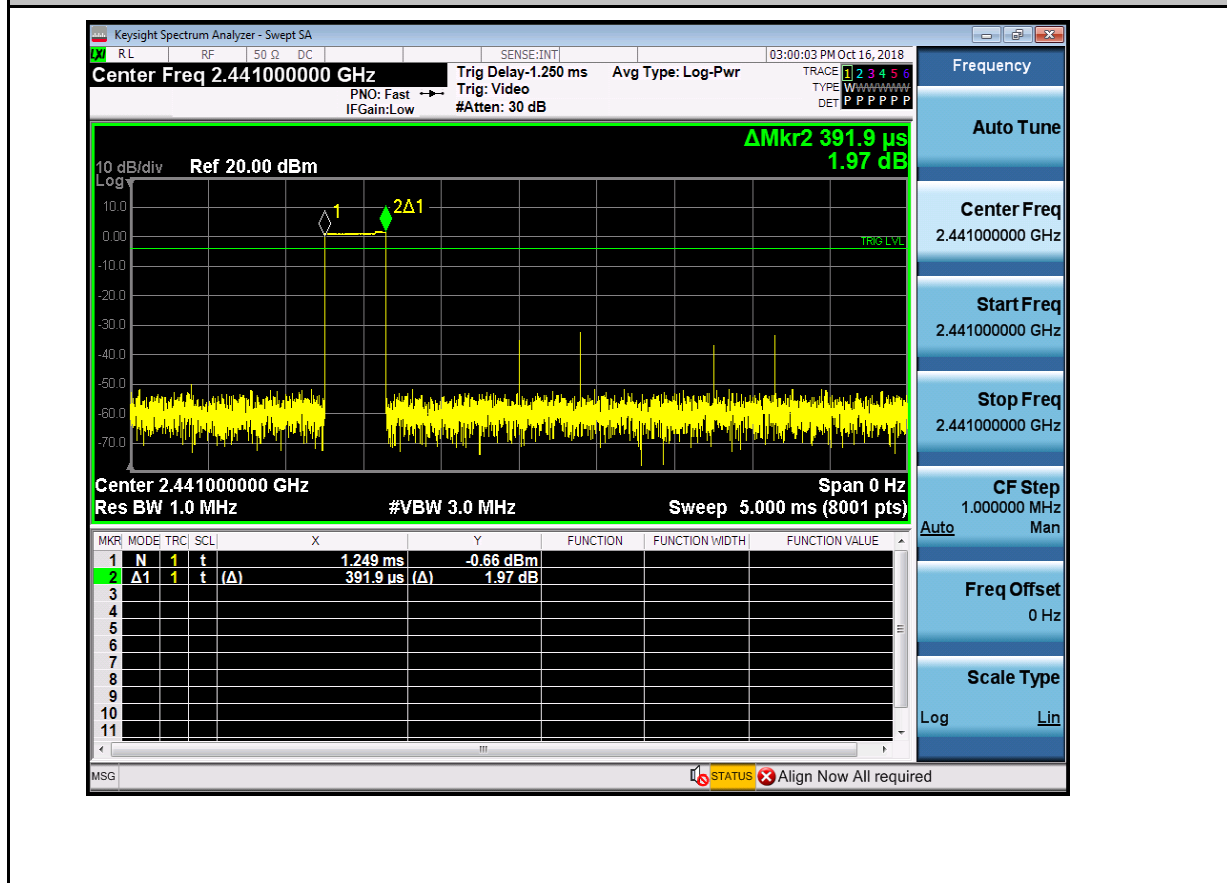 Keysight Spectrum Analyzer - Swept SA
LXI RL RF 50 Ω DC SENSE:INT 03:00:03 PM Oct 16, 2018
Center Freq 2.441000000 GHz
PNO: Fast
IFGain:Low
Trig Delay-1.250 ms
Trig: Video
#Atten: 30 dB
Avg Type: Log-Pwr
TRACE 1 2 3 4 5 6
TYPE WWWWWW
DET P P P P P P
ΔMkr2 391.9 µs
1.97 dB
10 dB/div
Log
Ref 20.00 dBm
10.0
0.00
-10.0
-20.0
-30.0
-40.0
-50.0
-60.0
-70.0
1
2Δ1
TRIG LVL
Center 2.441000000 GHz
Span 0 Hz
Res BW 1.0 MHz
#VBW 3.0 MHz
Sweep 5.000 ms (8001 pts)
MKR MODE TRC SCL X Y FUNCTION FUNCTION WIDTH FUNCTION VALUE
1 N 1 t 1.249 ms -0.66 dBm
2 Δ1 1 t (Δ) 391.9 µs (Δ) 1.97 dB
3
4
5
6
7
8
9
10
11
MSG
STATUS
Align Now All required
Frequency
Auto Tune
Center Freq
2.441000000 GHz
Start Freq
2.441000000 GHz
Stop Freq
2.441000000 GHz
CF Step
1.000000 MHz
Auto Man
Freq Offset
0 Hz
Scale Type
Log Lin